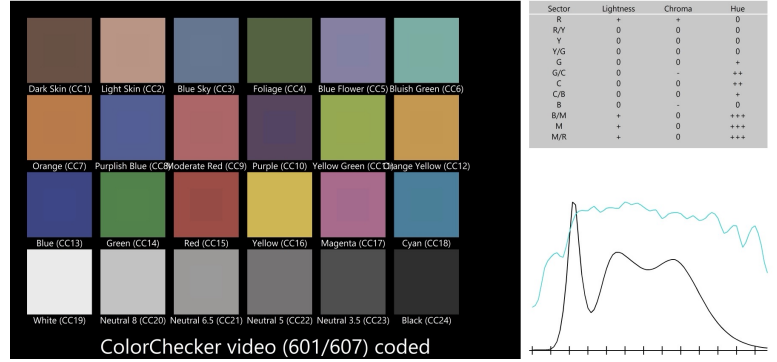 Dark Skin (CC1) Light Skin (CC2) Blue Sky (CC3) Foliage (CC4) Blue Flower (CC5) Bluish Green (CC6)
Orange (CC7) Purplish Blue (CC8) Moderate Red (CC9) Purple (CC10) Yellow Green (CC11) Orange Yellow (CC12)
Blue (CC13) Green (CC14) Red (CC15) Yellow (CC16) Magenta (CC17) Cyan (CC18)
White (CC19) Neutral 8 (CC20) Neutral 6.5 (CC21) Neutral 5 (CC22) Neutral 3.5 (CC23) Black (CC24)
ColorChecker video (601/607) coded
Sector Lightness Chroma Hue
R + + 0
R/Y 0 0 0
Y 0 0 0
Y/G 0 0 0
G 0 0 +
G/C 0 - ++
C 0 0 ++
C/B 0 0 +
B 0 - 0
B/M + 0 +++
M + 0 +++
M/R + 0 +++